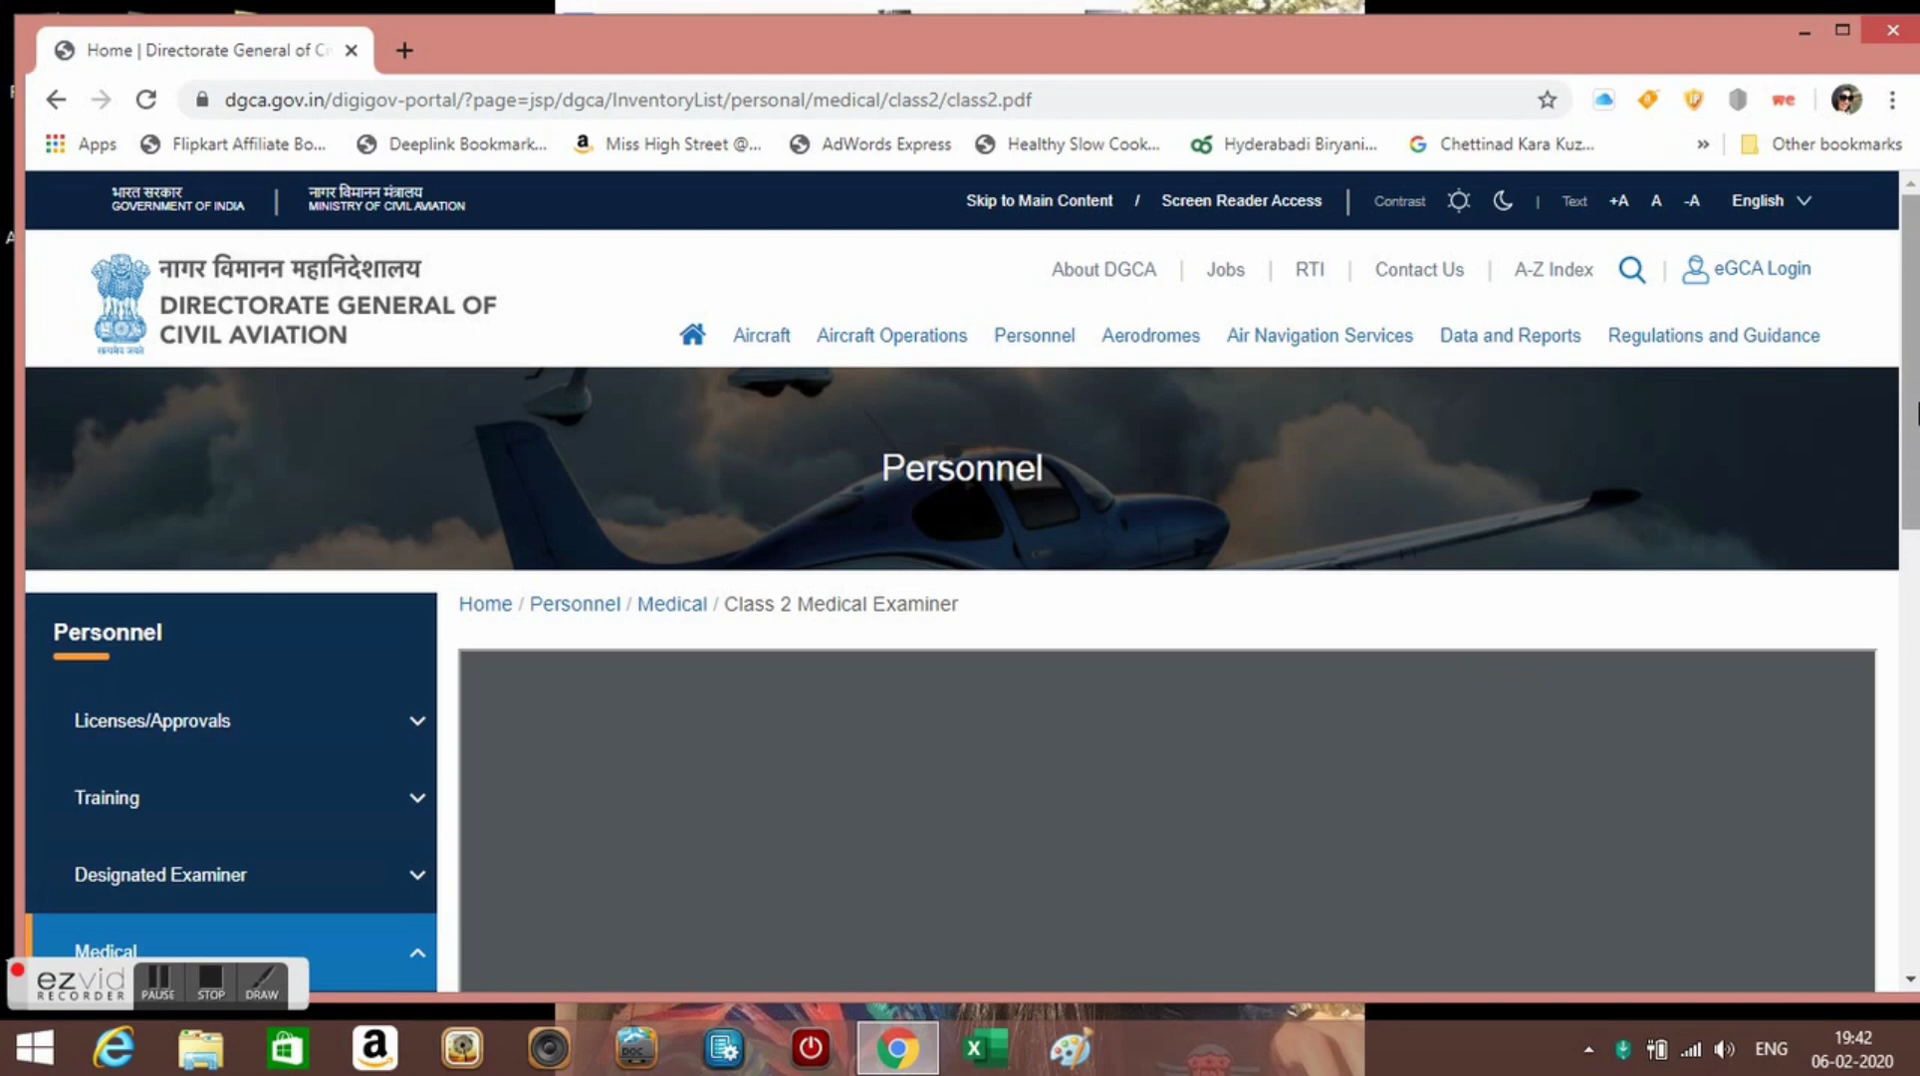 Home | Directorate General of Ci
dgca.gov.in/digigov-portal/?page=jsp/dgca/InventoryList/personal/medical/class2/class2.pdf
we
Apps
Flipkart Affiliate Bo...
Deeplink Bookmark...
Miss High Street @...
AdWords Express
Healthy Slow Cook...
Hyderabadi Biryani...
Chettinad Kara Kuz...
»
Other bookmarks
भारत सरकार
GOVERNMENT OF INDIA
नागर विमानन मंत्रालय
MINISTRY OF CIVIL AVIATION
Skip to Main Content / Screen Reader Access
Contrast
Text +A A -A
English
नागर विमानन महानिदेशालय
DIRECTORATE GENERAL OF
CIVIL AVIATION
सत्यमेव जयते
About DGCA | Jobs | RTI | Contact Us | A-Z Index
eGCA Login
Aircraft
Aircraft Operations
Personnel
Aerodromes
Air Navigation Services
Data and Reports
Regulations and Guidance
Personnel
Home / Personnel / Medical / Class 2 Medical Examiner
Personnel
Licenses/Approvals
Training
Designated Examiner
Medical
ezvid
RECORDER
PAUSE
STOP
DRAW
DOC
ENG
19:42
06-02-2020